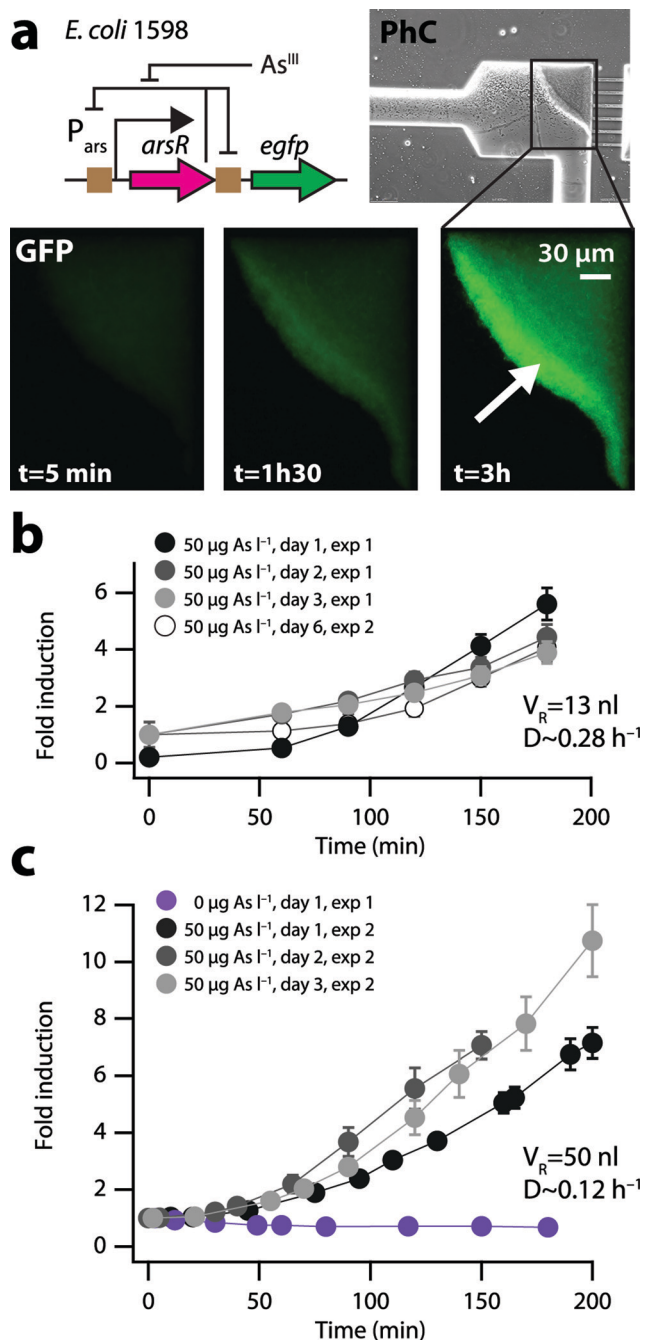 a
E. coli 1598
As^III
P_ars
arsR
egfp
PhC
GFP
30 µm
t=5 min
t=1h30
t=3h
b
50 µg As l⁻¹, day 1, exp 1
50 µg As l⁻¹, day 2, exp 1
50 µg As l⁻¹, day 3, exp 1
50 µg As l⁻¹, day 6, exp 2
Fold induction
6
4
2
0
V_R=13 nl
D~0.28 h⁻¹
0
50
100
150
200
Time (min)
c
0 µg As l⁻¹, day 1, exp 1
50 µg As l⁻¹, day 1, exp 2
50 µg As l⁻¹, day 2, exp 2
50 µg As l⁻¹, day 3, exp 2
Fold induction
12
10
8
6
4
2
0
V_R=50 nl
D~0.12 h⁻¹
0
50
100
150
200
Time (min)